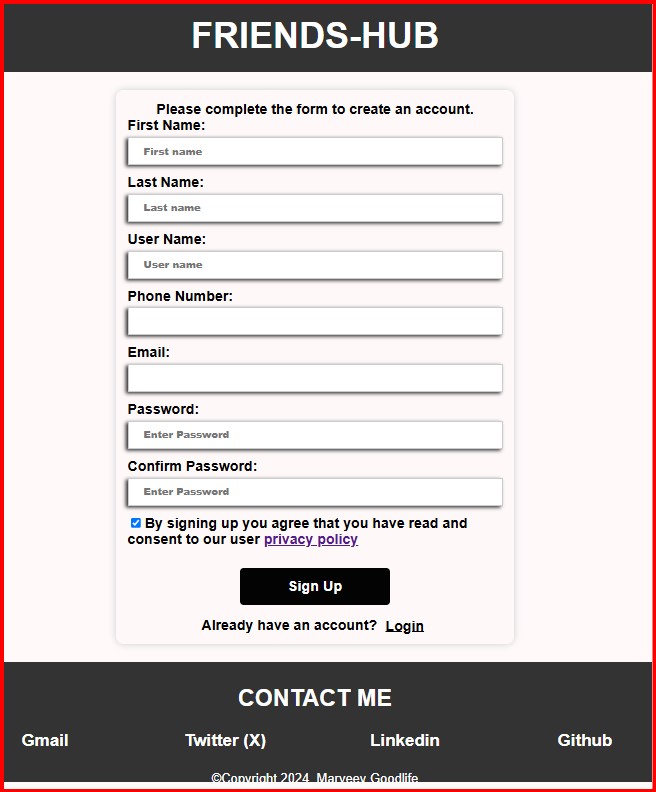 FRIENDS-HUB
Please complete the form to create an account.
First Name:
First name
Last Name:
Last name
User Name:
User name
Phone Number:
Email:
Password:
Enter Password
Confirm Password:
Enter Password
By signing up you agree that you have read and
consent to our user privacy policy
Sign Up
Already have an account? Login
CONTACT ME
Gmail Twitter (X) Linkedin Github
©Copyright 2024 Marveey Goodlife